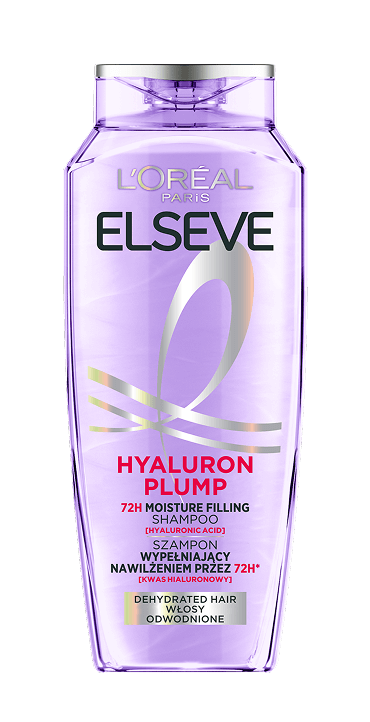 L'ORÉAL
PARIS
ELSEVE
HYALURON
PLUMP
72H MOISTURE FILLING
SHAMPOO
[HYALURONIC ACID]
SZAMPON
WYPEŁNIAJĄCY
NAWILŻENIEM PRZEZ 72H*
[KWAS HIALURONOWY]
DEHYDRATED HAIR
WŁOSY
ODWODNIONE